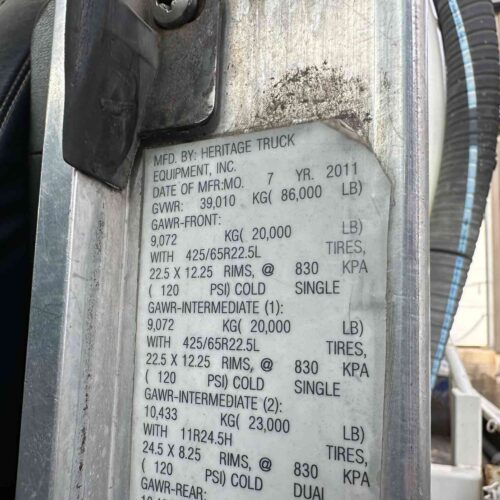 MFD. BY: HERITAGE TRUCK
EQUIPMENT, INC.
DATE OF MFR:MO. 7 YR. 2011
GVWR: 39,010 KG( 86,000 LB)
GAWR-FRONT:
9,072 KG( 20,000 LB)
WITH 425/65R22.5L TIRES,
22.5 X 12.25 RIMS, @ 830 KPA
( 120 PSI) COLD SINGLE
GAWR-INTERMEDIATE (1):
9,072 KG( 20,000 LB)
WITH 425/65R22.5L TIRES,
22.5 X 12.25 RIMS, @ 830 KPA
( 120 PSI) COLD SINGLE
GAWR-INTERMEDIATE (2):
10,433 KG( 23,000 LB)
WITH 11R24.5H TIRES,
24.5 X 8.25 RIMS, @ 830 KPA
( 120 PSI) COLD DUAL
GAWR-REAR: